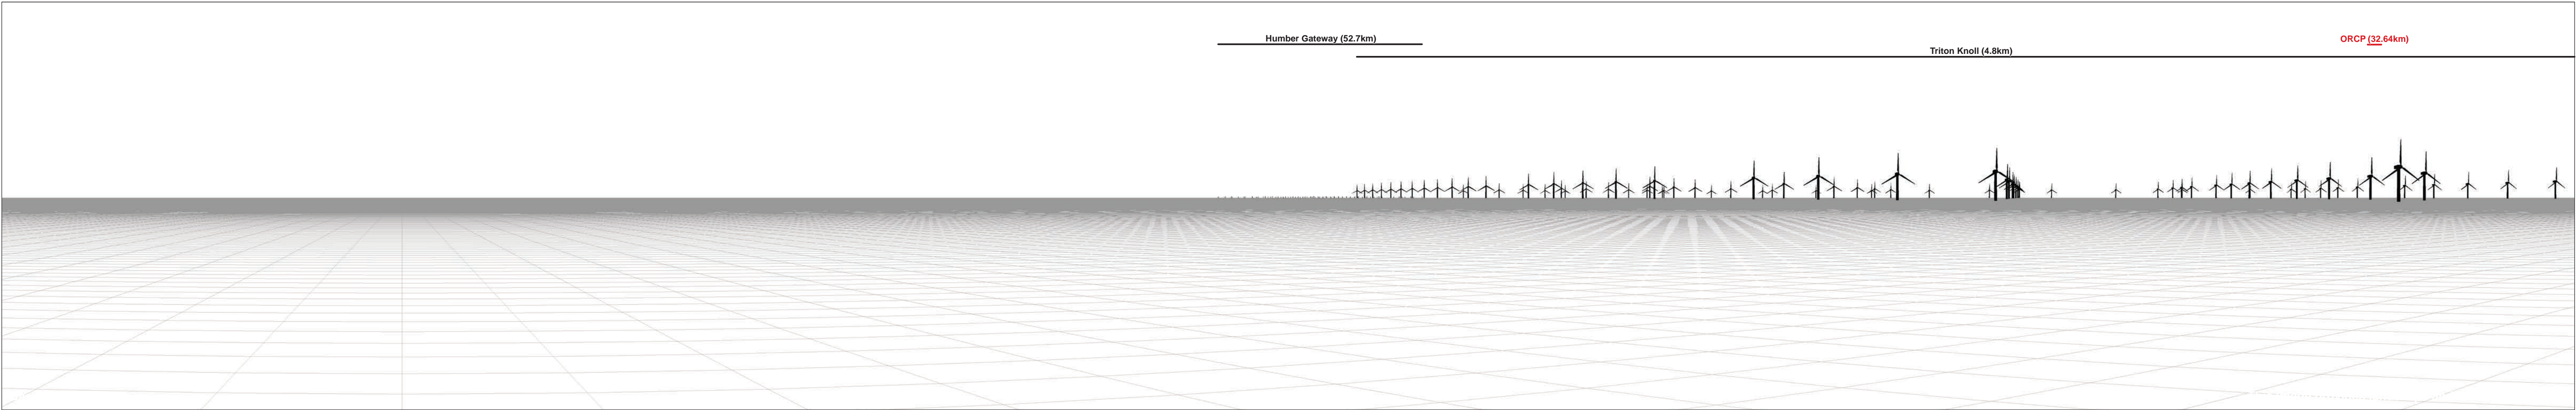 Humber Gateway (52.7km)
ORCP (32.64km)
Triton Knoll (4.8km)